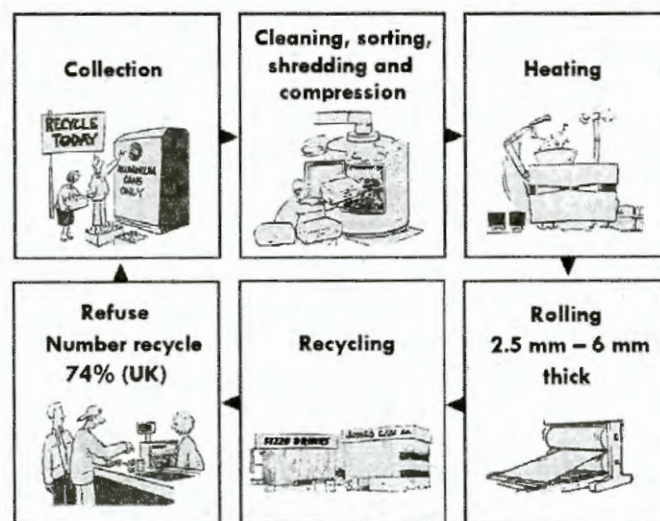 Collection
RECYCLE
TODAY
ALUMINIUM
CANS
ONLY
Cleaning, sorting,
shredding and
compression
Heating
Refuse
Number recycle
74% (UK)
Recycling
FIZZO DRINKS
Rolling
2.5 mm – 6 mm
thick